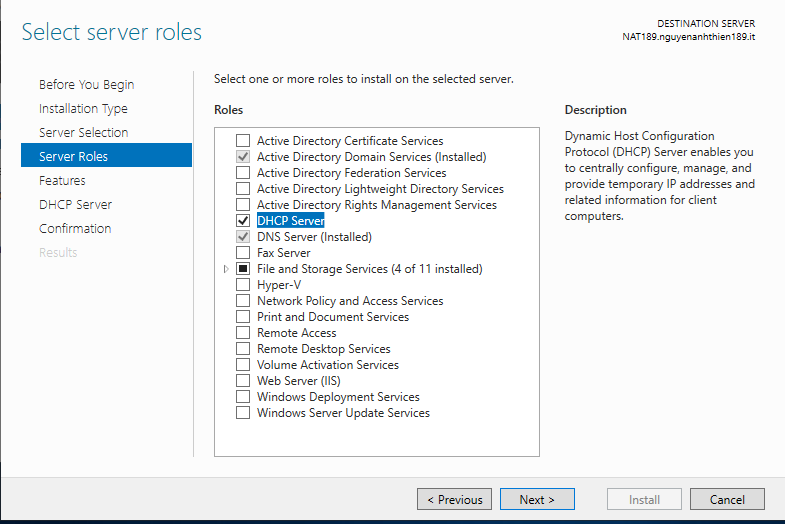 Select server roles
DESTINATION SERVER
NAT189.nguyenanhthien189.it
Before You Begin
Installation Type
Server Selection
Server Roles
Features
DHCP Server
Confirmation
Results
Select one or more roles to install on the selected server.
Roles
Active Directory Certificate Services
Active Directory Domain Services (Installed)
Active Directory Federation Services
Active Directory Lightweight Directory Services
Active Directory Rights Management Services
DHCP Server
DNS Server (Installed)
Fax Server
File and Storage Services (4 of 11 installed)
Hyper-V
Network Policy and Access Services
Print and Document Services
Remote Access
Remote Desktop Services
Volume Activation Services
Web Server (IIS)
Windows Deployment Services
Windows Server Update Services
Description
Dynamic Host Configuration
Protocol (DHCP) Server enables you
to centrally configure, manage, and
provide temporary IP addresses and
related information for client
computers.
< Previous
Next >
Install
Cancel